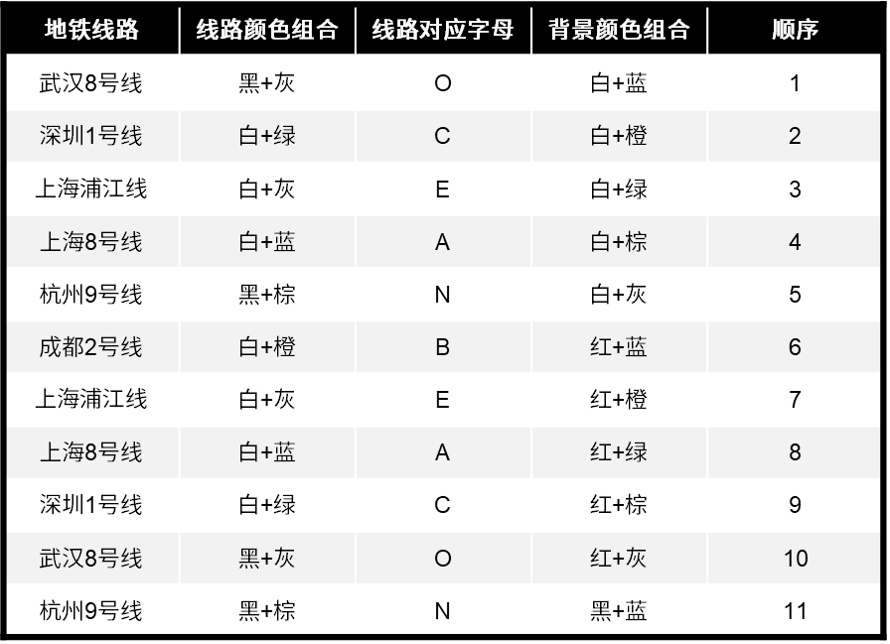 地铁线路 线路颜色组合 线路对应字母 背景颜色组合 顺序
武汉8号线 黑+灰 O 白+蓝 1
深圳1号线 白+绿 C 白+橙 2
上海浦江线 白+灰 E 白+绿 3
上海8号线 白+蓝 A 白+棕 4
杭州9号线 黑+棕 N 白+灰 5
成都2号线 白+橙 B 红+蓝 6
上海浦江线 白+灰 E 红+橙 7
上海8号线 白+蓝 A 红+绿 8
深圳1号线 白+绿 C 红+棕 9
武汉8号线 黑+灰 O 红+灰 10
杭州9号线 黑+棕 N 黑+蓝 11